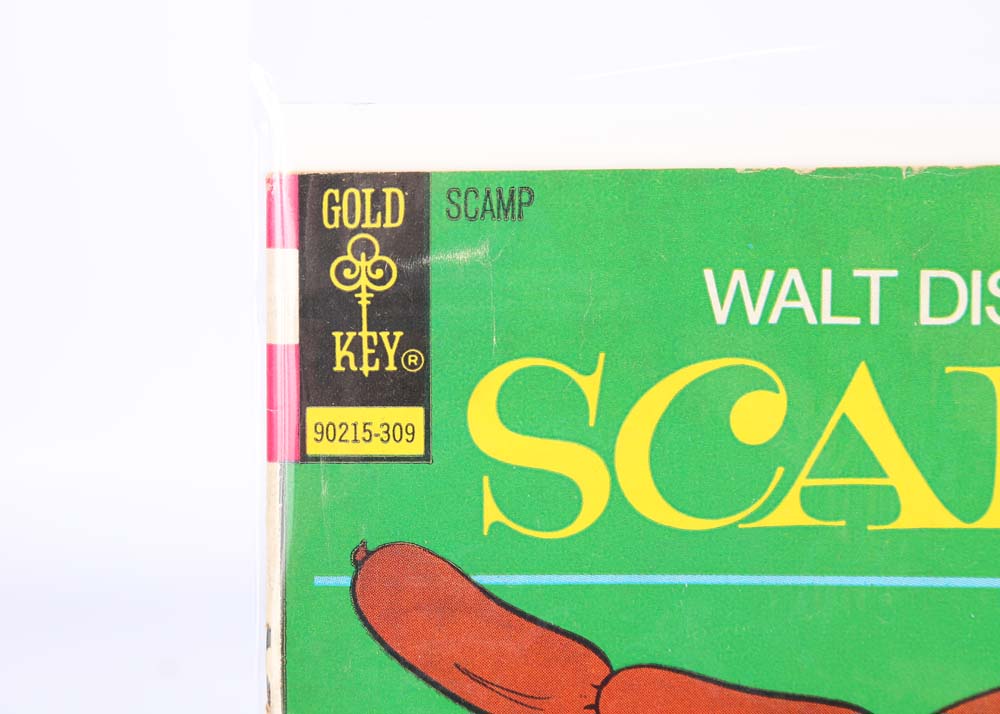 GOLD
KEY®
90215-309
SCAMP
WALT DIS
SCA